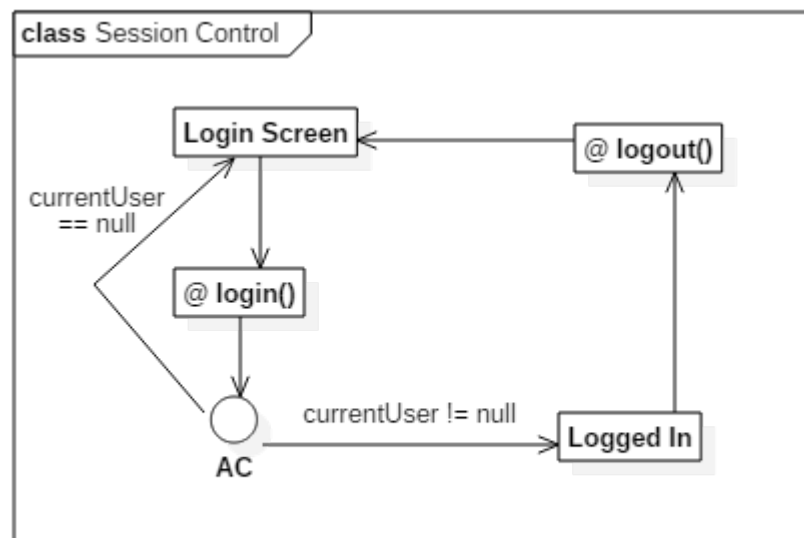 class Session Control
Login Screen
@ logout()
currentUser
== null
@ login()
currentUser != null
Logged In
AC